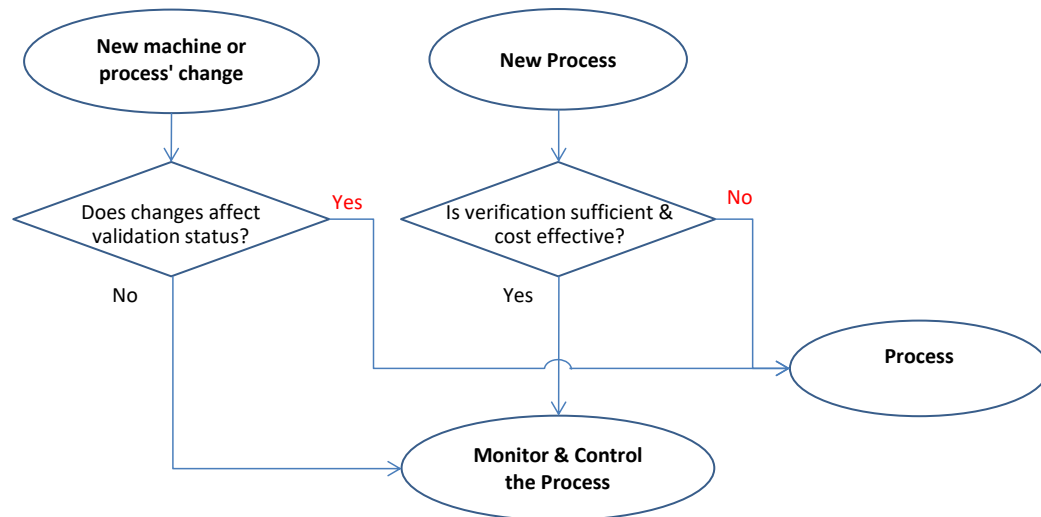 New machine or
process' change
New Process
Does changes affect
validation status?
Yes
Is verification sufficient &
cost effective?
No
No
Yes
Process
Monitor & Control
the Process